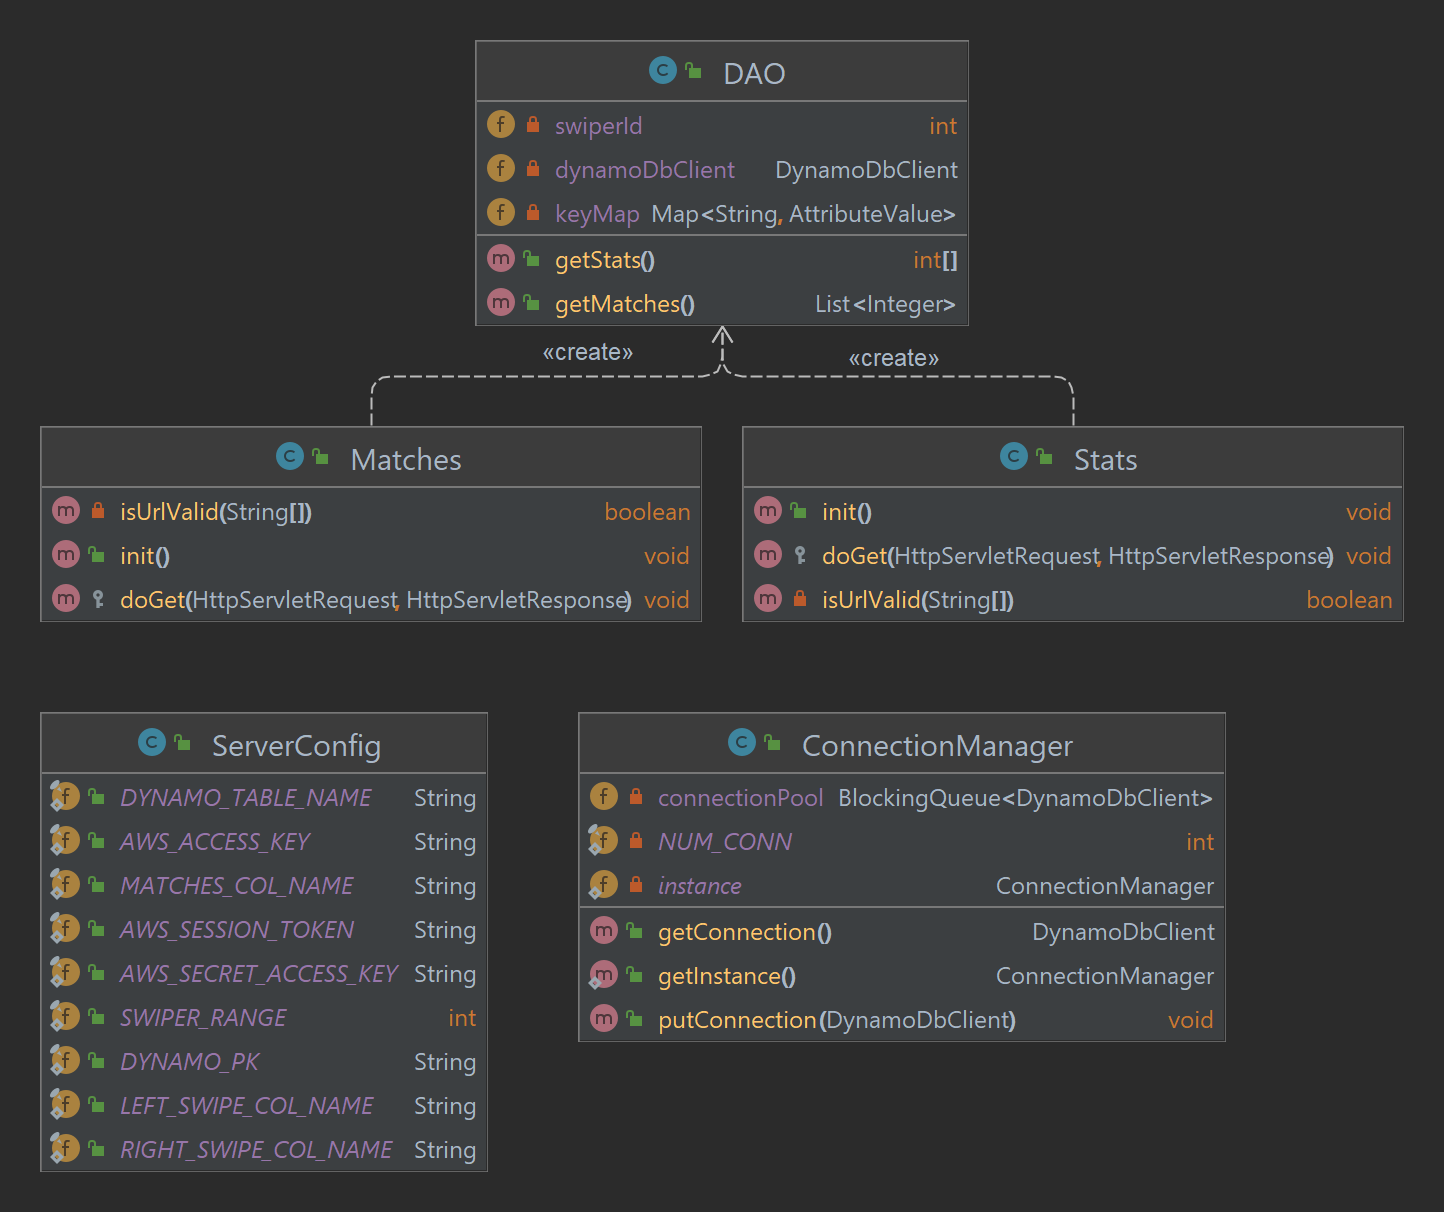 DAO
swiperId int
dynamoDbClient DynamoDbClient
keyMap Map<String, AttributeValue>
getStats() int[]
getMatches() List<Integer>
«create» «create»
Matches
isUrlValid(String[]) boolean
init() void
doGet(HttpServletRequest, HttpServletResponse) void
Stats
init() void
doGet(HttpServletRequest, HttpServletResponse) void
isUrlValid(String[]) boolean
ServerConfig
DYNAMO_TABLE_NAME String
AWS_ACCESS_KEY String
MATCHES_COL_NAME String
AWS_SESSION_TOKEN String
AWS_SECRET_ACCESS_KEY String
SWIPER_RANGE int
DYNAMO_PK String
LEFT_SWIPE_COL_NAME String
RIGHT_SWIPE_COL_NAME String
ConnectionManager
connectionPool BlockingQueue<DynamoDbClient>
NUM_CONN int
instance ConnectionManager
getConnection() DynamoDbClient
getInstance() ConnectionManager
putConnection(DynamoDbClient) void